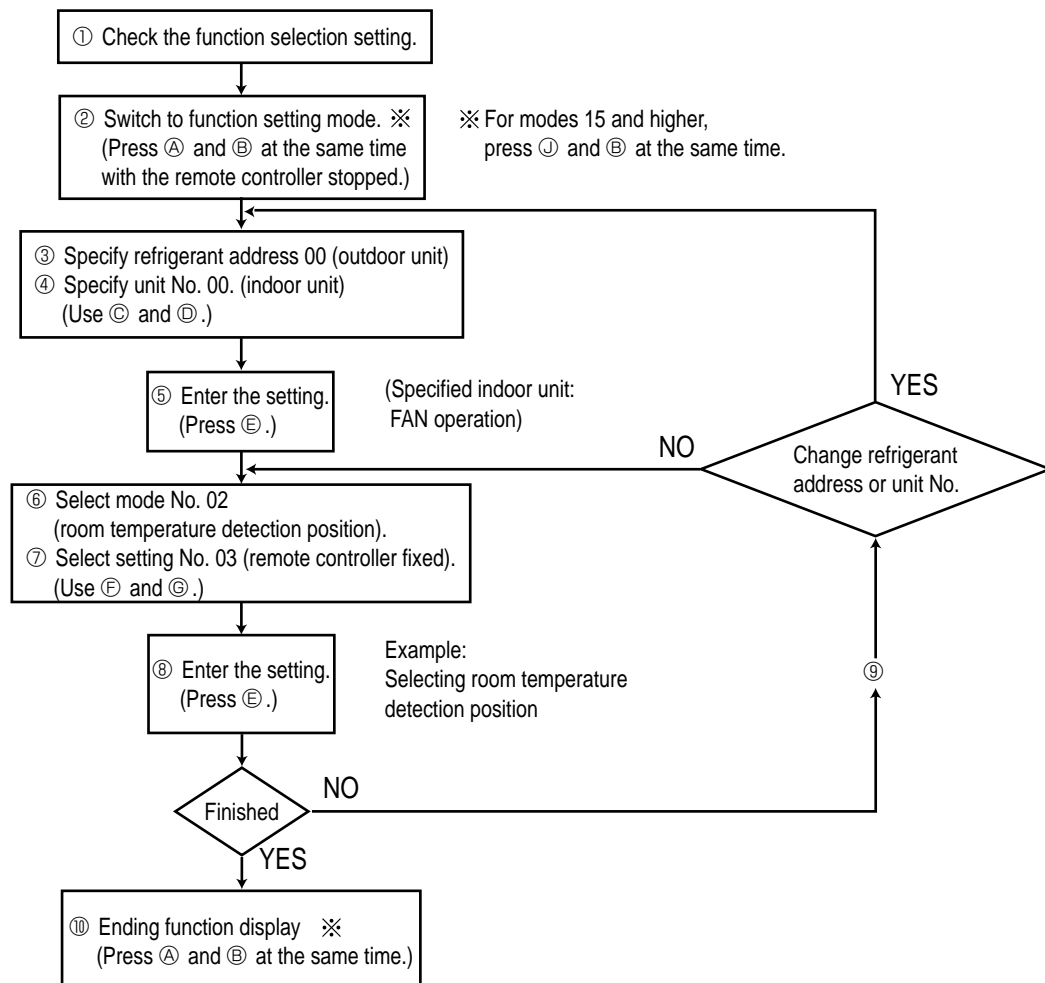 ① Check the function selection setting.
② Switch to function setting mode. ※
(Press Ⓐ and Ⓑ at the same time
with the remote controller stopped.)
※ For modes 15 and higher,
press Ⓙ and Ⓑ at the same time.
③ Specify refrigerant address 00 (outdoor unit)
④ Specify unit No. 00. (indoor unit)
(Use Ⓒ and Ⓓ.)
⑤ Enter the setting.
(Press Ⓔ.)
(Specified indoor unit:
FAN operation)
YES
NO
Change refrigerant
address or unit No.
⑥ Select mode No. 02
(room temperature detection position).
⑦ Select setting No. 03 (remote controller fixed).
(Use Ⓕ and Ⓖ.)
⑧ Enter the setting.
(Press Ⓔ.)
Example:
Selecting room temperature
detection position
⑨
Finished
NO
YES
⑩ Ending function display ※
(Press Ⓐ and Ⓑ at the same time.)